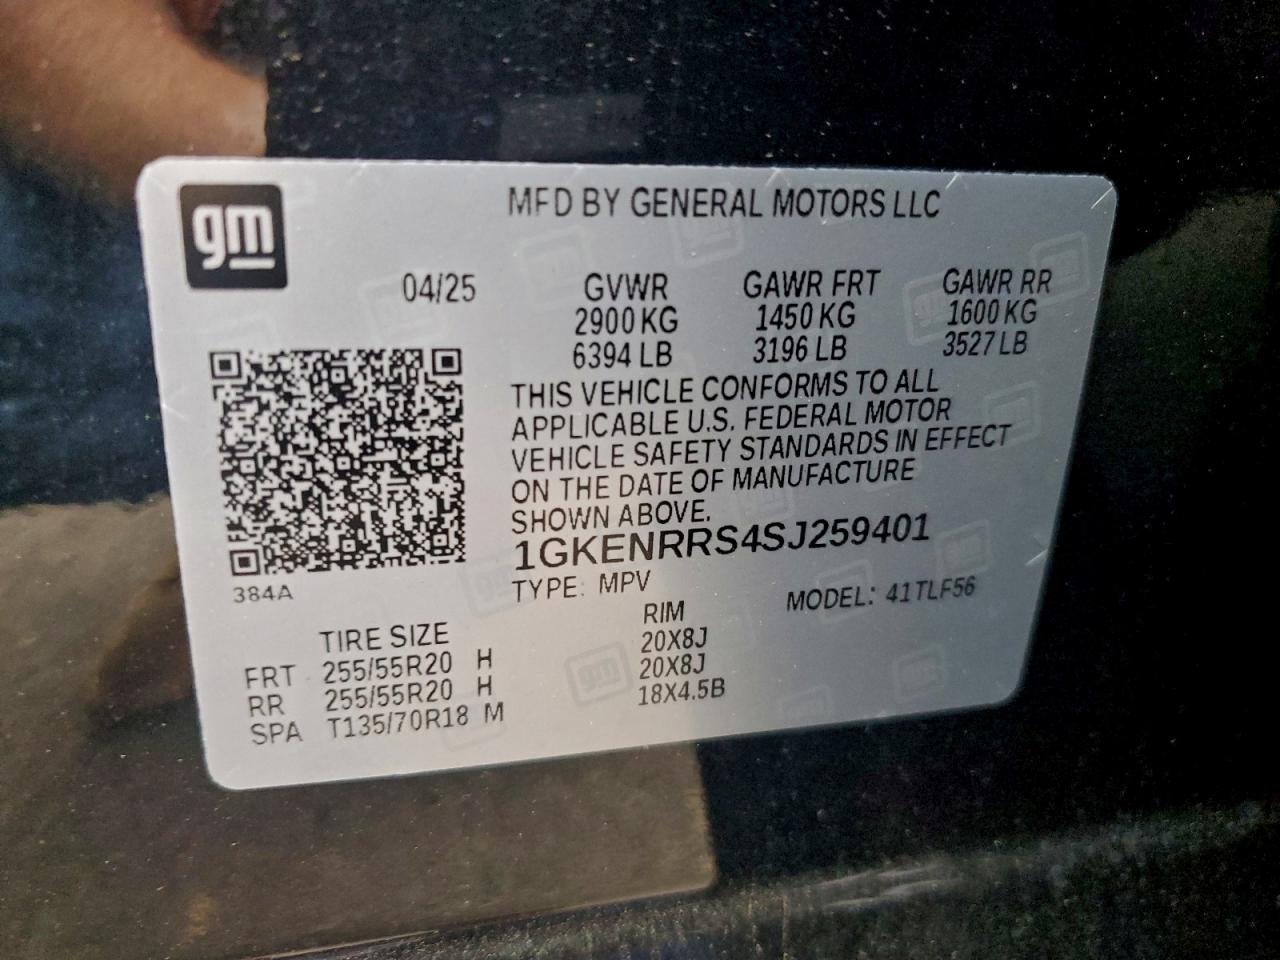 gm
MFD BY GENERAL MOTORS LLC
04/25 GVWR GAWR FRT GAWR RR
2900 KG 1450 KG 1600 KG
6394 LB 3196 LB 3527 LB
THIS VEHICLE CONFORMS TO ALL
APPLICABLE U.S. FEDERAL MOTOR
VEHICLE SAFETY STANDARDS IN EFFECT
ON THE DATE OF MANUFACTURE
SHOWN ABOVE.
1GKENRRS4SJ259401
384A
TYPE: MPV MODEL: 41TLF56
TIRE SIZE RIM
FRT 255/55R20 H 20X8J
RR 255/55R20 H 20X8J
SPA T135/70R18 M 18X4.5B